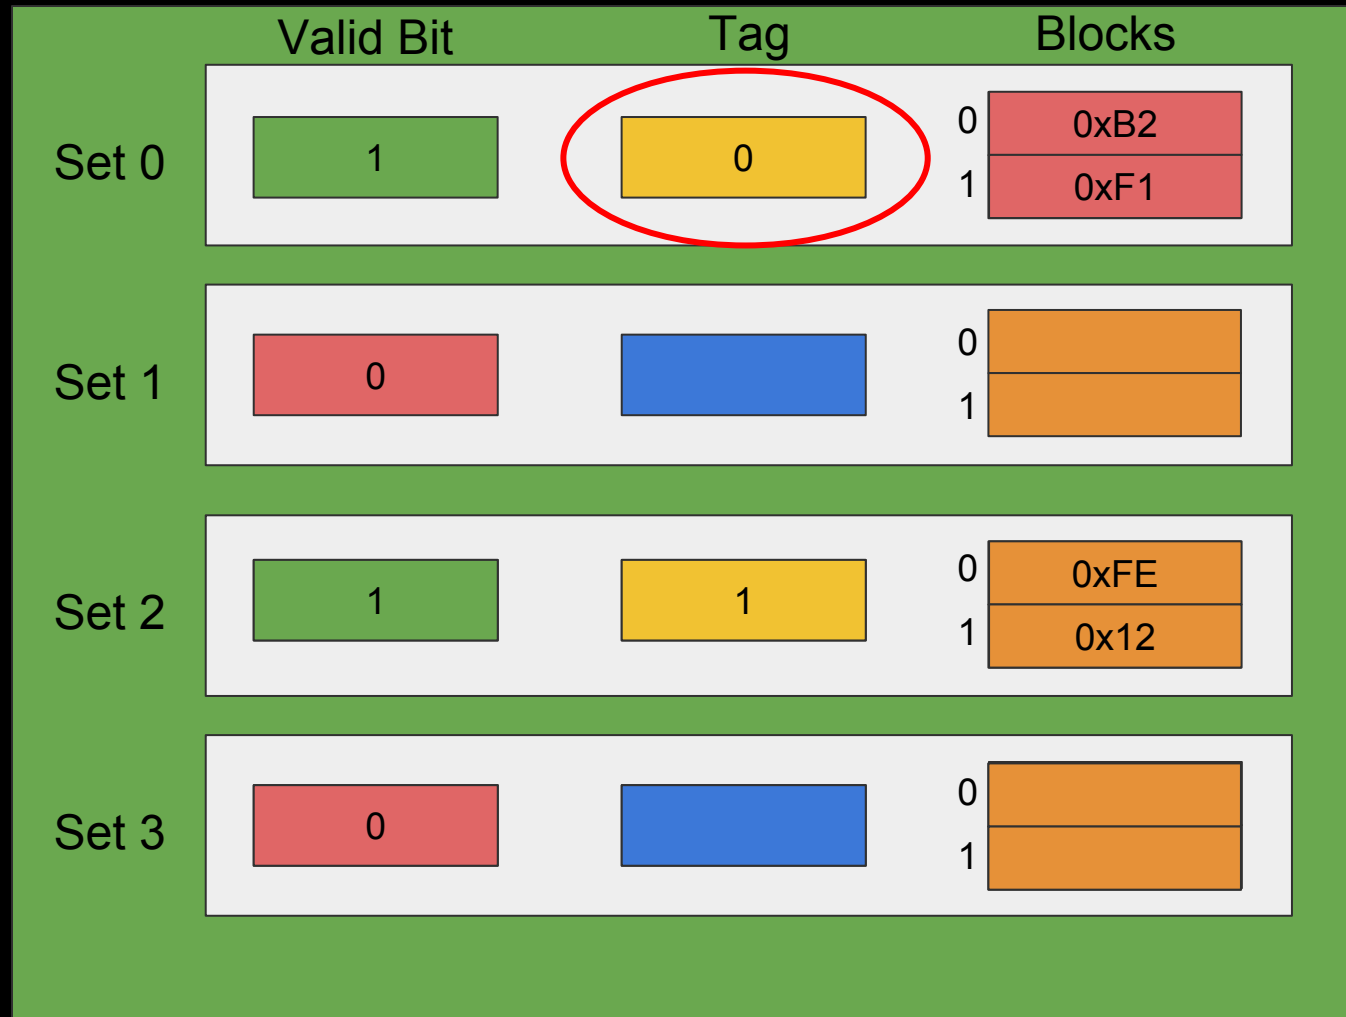 Valid Bit Tag Blocks
Set 0 1 0 0 0xB2
1 0xF1
Set 1 0 0
1
Set 2 1 1 0 0xFE
1 0x12
Set 3 0 0
1